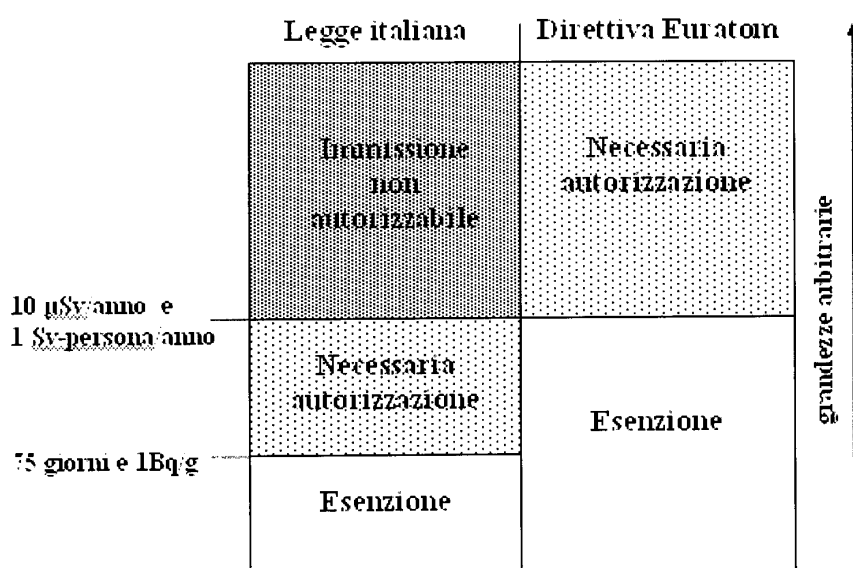 Legge italiana
Direttiva Euratom
Immissione
non
autorizzabile
Necessaria
autorizzazione
10 µSv/anno e
1 Sv-persona/anno
Necessaria
autorizzazione
Esenzione
75 giorni e 1Bq/g
Esenzione
grandezze arbitrarie